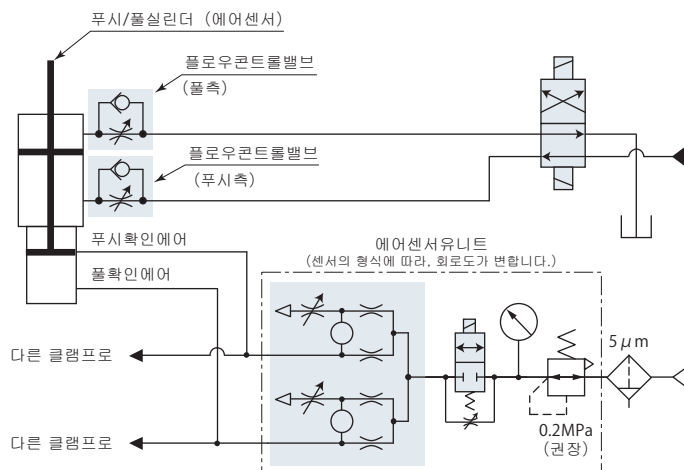 푸시/풀실린더 (에어센서)
플로우콘트롤밸브
(풀측)
플로우콘트롤밸브
(푸시측)
푸시확인에어
풀확인에어
에어센서유니트
(센서의 형식에 따라, 회로도가 변합니다.)
다른 클램프로
다른 클램프로
5μm
0.2MPa
(권장)